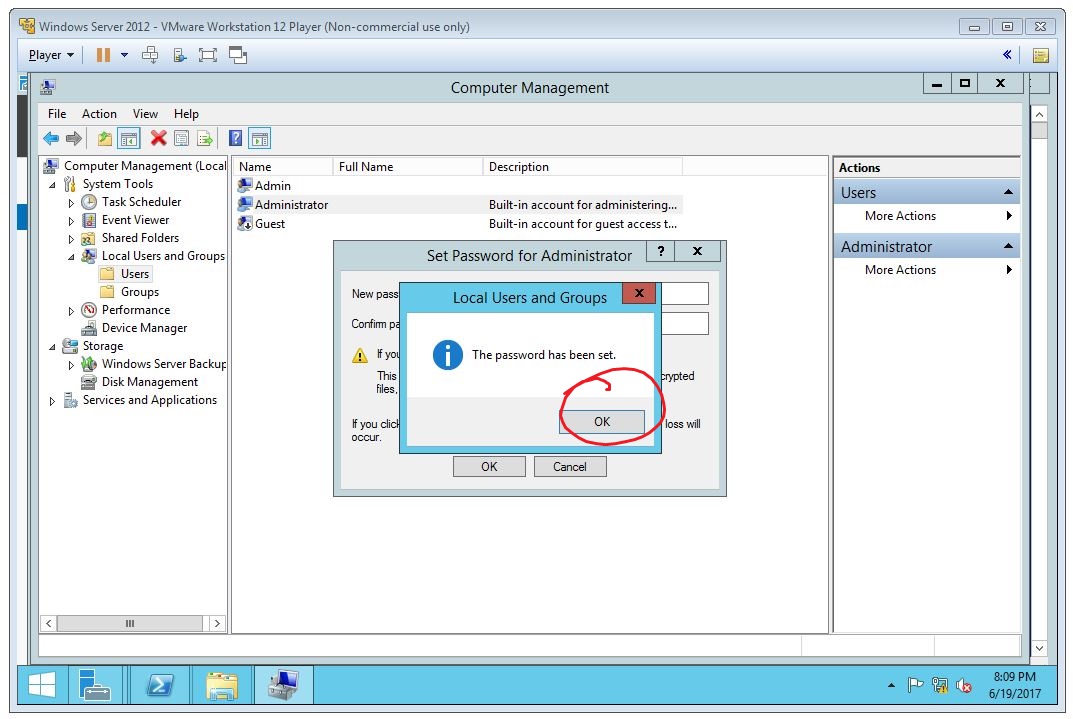 Windows Server 2012 - VMware Workstation 12 Player (Non-commercial use only)
Player
Computer Management
File Action View Help
Computer Management (Local
System Tools
Task Scheduler
Event Viewer
Shared Folders
Local Users and Groups
Users
Groups
Performance
Device Manager
Storage
Windows Server Backup
Disk Management
Services and Applications
Name Full Name Description
Admin
Administrator Built-in account for administering...
Guest Built-in account for guest access t...
Set Password for Administrator
New pass
Confirm pa
If you
This
files,
crypted
If you click
loss will
occur.
OK Cancel
Local Users and Groups
The password has been set.
OK
Actions
Users
More Actions
Administrator
More Actions
8:09 PM
6/19/2017